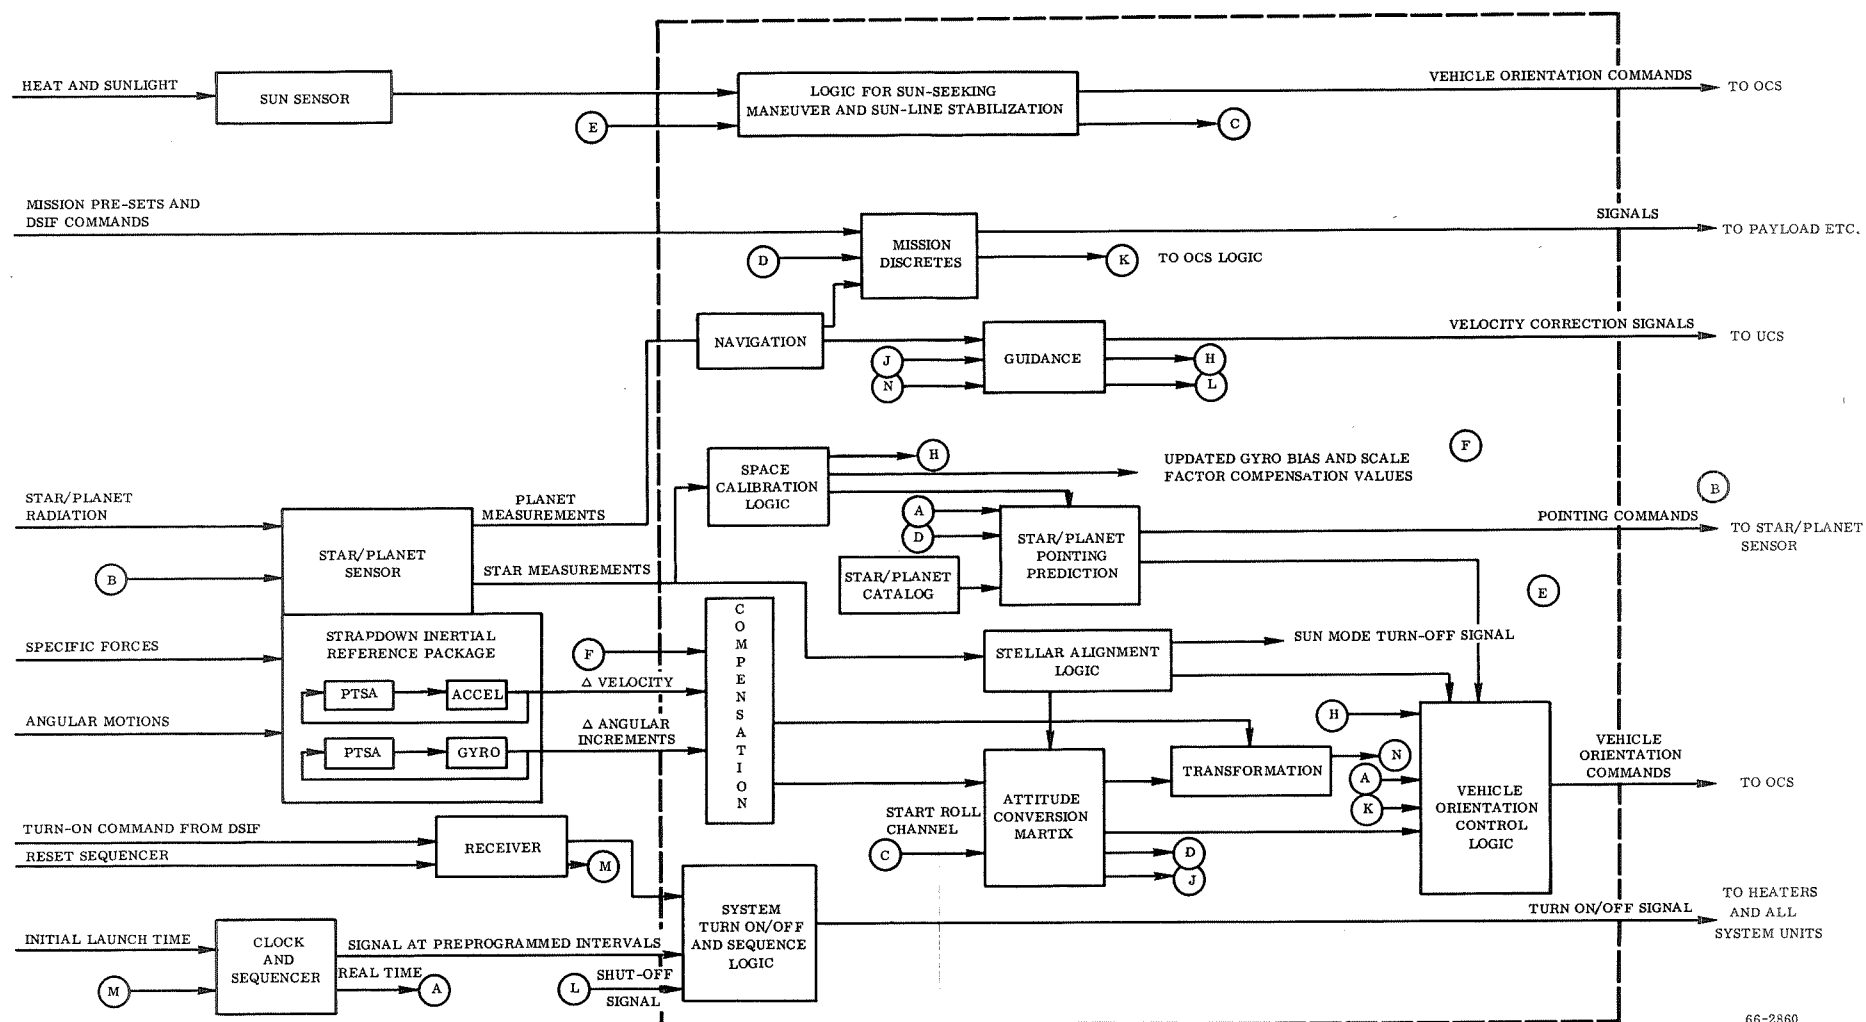 HEAT AND SUNLIGHT
SUN SENSOR
LOGIC FOR SUN-SEEKING
MANEUVER AND SUN-LINE STABILIZATION
VEHICLE ORIENTATION COMMANDS
TO OCS
E
C
MISSION PRE-SETS AND
DSIF COMMANDS
MISSION
DISCRETES
SIGNALS
TO PAYLOAD ETC.
D
K
TO OCS LOGIC
NAVIGATION
GUIDANCE
VELOCITY CORRECTION SIGNALS
TO UCS
J
N
H
L
F
SPACE
CALIBRATION
LOGIC
H
UPDATED GYRO BIAS AND SCALE
FACTOR COMPENSATION VALUES
B
STAR/PLANET
RADIATION
PLANET
MEASUREMENTS
A
D
STAR/PLANET
POINTING
PREDICTION
POINTING COMMANDS
TO STAR/PLANET
SENSOR
STAR/PLANET
SENSOR
B
STAR MEASUREMENTS
STAR/PLANET
CATALOG
E
STRAPDOWN INERTIAL
REFERENCE PACKAGE
SPECIFIC FORCES
F
COMPENSATION
STELLAR ALIGNMENT
LOGIC
SUN MODE TURN-OFF SIGNAL
PTSA
ACCEL
Δ VELOCITY
ANGULAR MOTIONS
PTSA
GYRO
Δ ANGULAR
INCREMENTS
H
N
A
K
TRANSFORMATION
VEHICLE
ORIENTATION
CONTROL
LOGIC
VEHICLE
ORIENTATION
COMMANDS
TO OCS
START ROLL
CHANNEL
C
ATTITUDE
CONVERSION
MARTIX
D
J
TURN-ON COMMAND FROM DSIF
RESET SEQUENCER
RECEIVER
M
SYSTEM
TURN ON/OFF
AND SEQUENCE
LOGIC
TURN ON/OFF SIGNAL
TO HEATERS
AND ALL
SYSTEM UNITS
INITIAL LAUNCH TIME
CLOCK
AND
SEQUENCER
SIGNAL AT PREPROGRAMMED INTERVALS
REAL TIME
A
M
L
SHUT-OFF
SIGNAL
66-2860